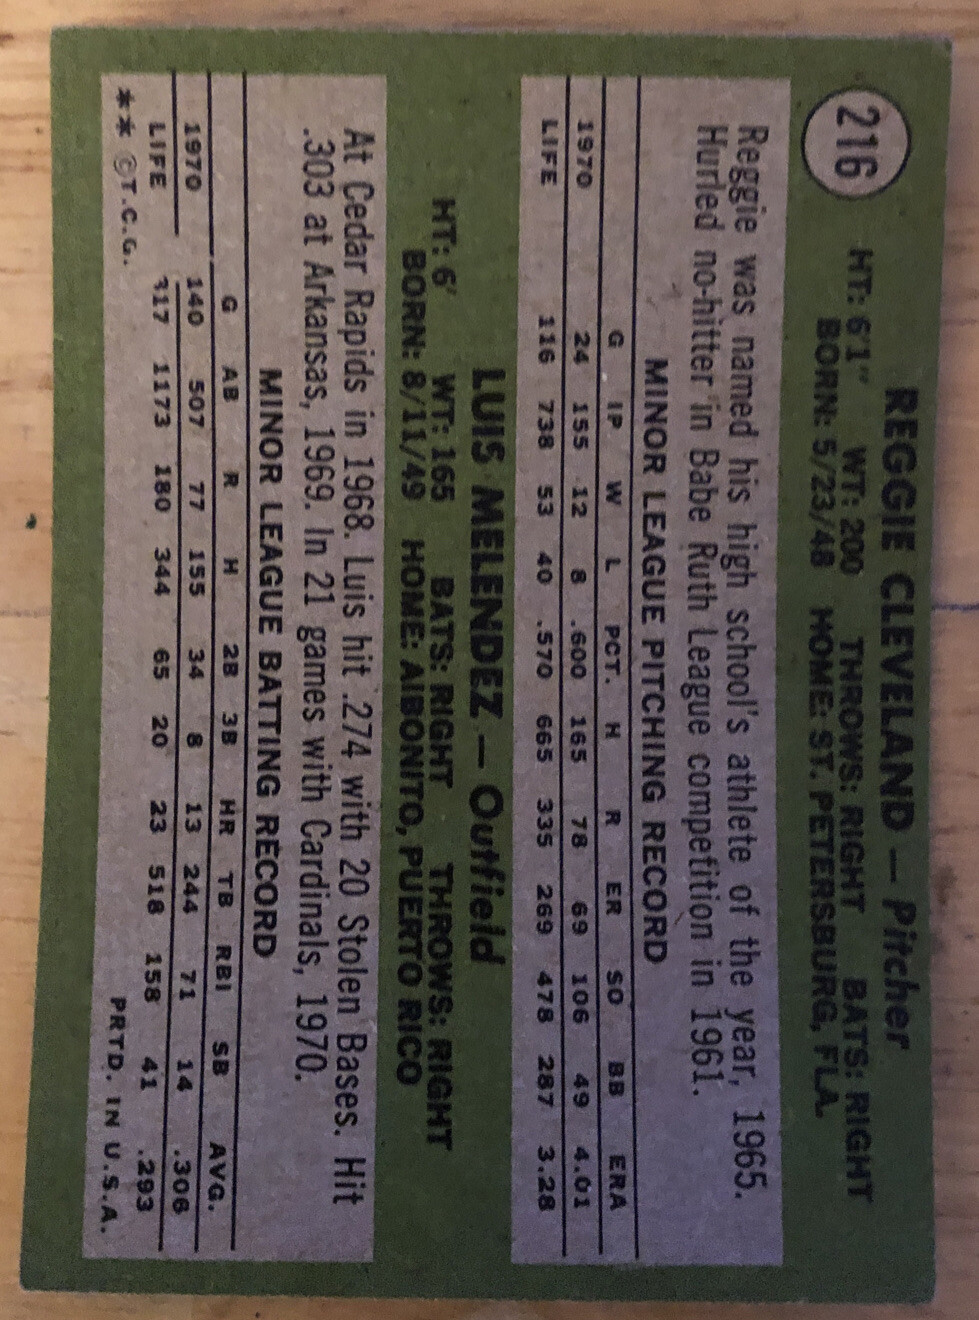 216
REGGIE CLEVELAND — Pitcher
HT: 6'1" WT: 200 THROWS: RIGHT BATS: RIGHT
BORN: 5/23/48 HOME: ST. PETERSBURG, FLA.
Reggie was named his high school's athlete of the year, 1965.
Hurled no-hitter in Babe Ruth League competition in 1961.
MINOR LEAGUE PITCHING RECORD
G IP W L PCT. H R ER SO BB ERA
1970 24 155 12 8 .600 165 78 69 106 49 4.01
LIFE 116 738 53 40 .570 665 335 269 478 287 3.28
LUIS MELENDEZ — Outfield
HT: 6' WT: 165 BATS: RIGHT THROWS: RIGHT
BORN: 8/11/49 HOME: AIBONITO, PUERTO RICO
At Cedar Rapids in 1968. Luis hit .274 with 20 Stolen Bases. Hit
.303 at Arkansas, 1969. In 21 games with Cardinals, 1970.
MINOR LEAGUE BATTING RECORD
G AB R H 2B 3B HR TB RBI SB AVG.
1970 140 507 77 155 34 8 13 244 71 14 .306
LIFE 317 1173 180 344 65 20 23 518 158 41 .293
** ©T.C.G. PRTD. IN U.S.A.